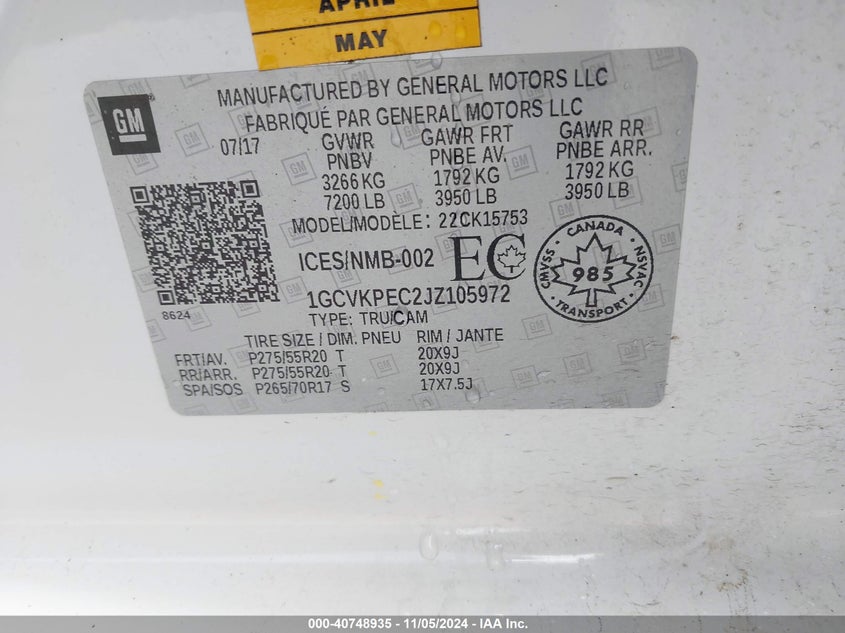 APRIL
MAY
GM
MANUFACTURED BY GENERAL MOTORS LLC
FABRIQUÉ PAR GENERAL MOTORS LLC
07/17 GVWR GAWR FRT GAWR RR
PNBV PNBE AV. PNBE ARR.
3266 KG 1792 KG 1792 KG
7200 LB 3950 LB 3950 LB
MODEL/MODÈLE: 22CK15753
ICES/NMB-002 EC
CANADA
CMVSS 985 NSVAC
TRANSPORT
8624
1GCVKPEC2JZ105972
TYPE: TRU/CAM
TIRE SIZE / DIM. PNEU RIM / JANTE
FRT/AV. P275/55R20 T 20X9J
RR/ARR. P275/55R20 T 20X9J
SPA/SOS P265/70R17 S 17X7.5J
000-40748935 - 11/05/2024 - IAA Inc.